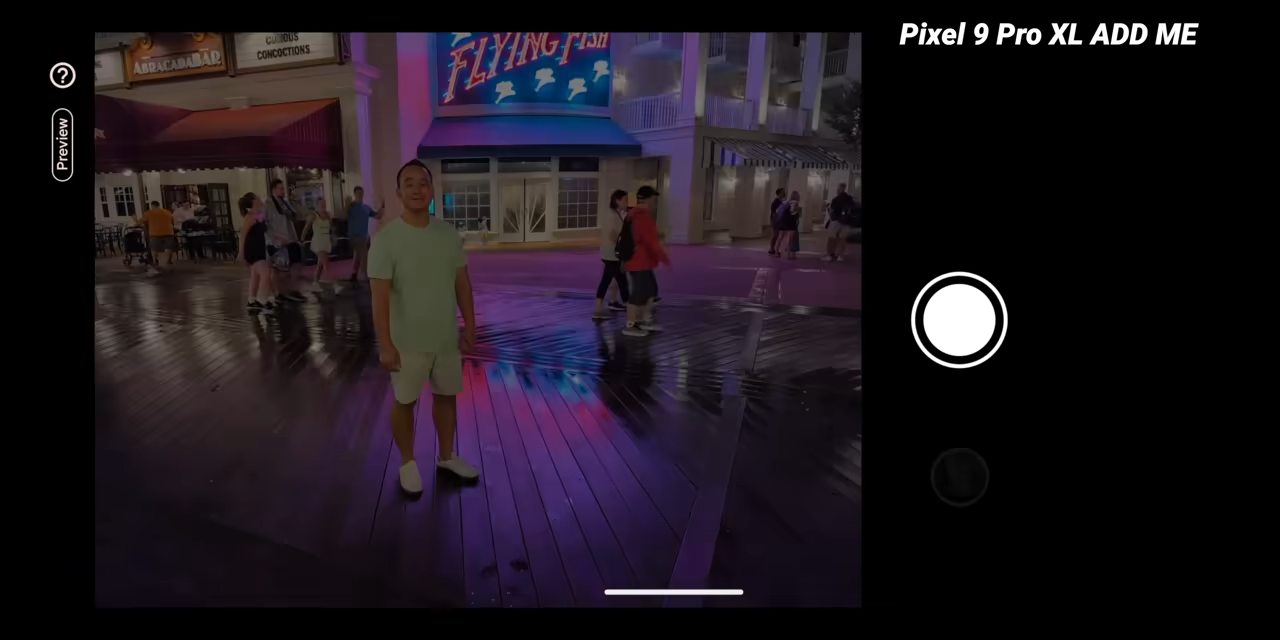 Pixel 9 Pro XL ADD ME
?
Preview
ABRACADABAR
CURIOUS
CONCOCTIONS
FLYING FISH